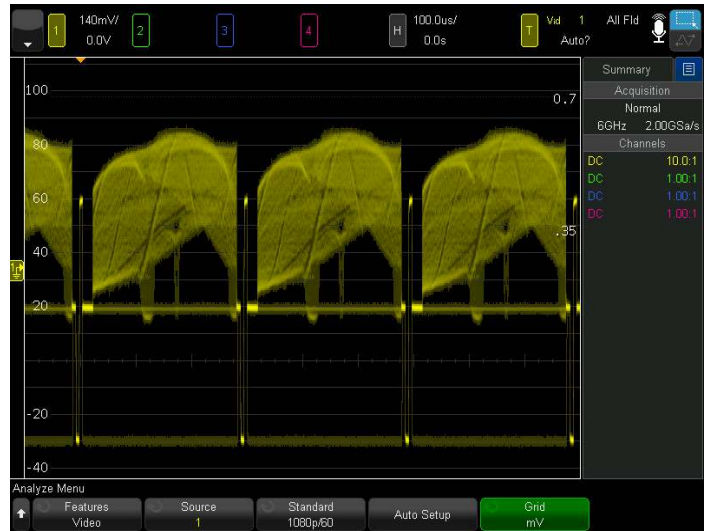 140mV/ 100.0us/ Vid 1 All Fld
1 0.0V 2 3 4 H 0.0s T Auto?
Summary
Acquisition
Normal
6GHz 2.00GSa/s
Channels
DC 10.0:1
DC 1.00:1
DC 1.00:1
DC 1.00:1
100
0.7
80
60
.35
40
20
-20
-40
Analyze Menu
Features Source Standard Auto Setup Grid
Video 1 1080p/60 mV